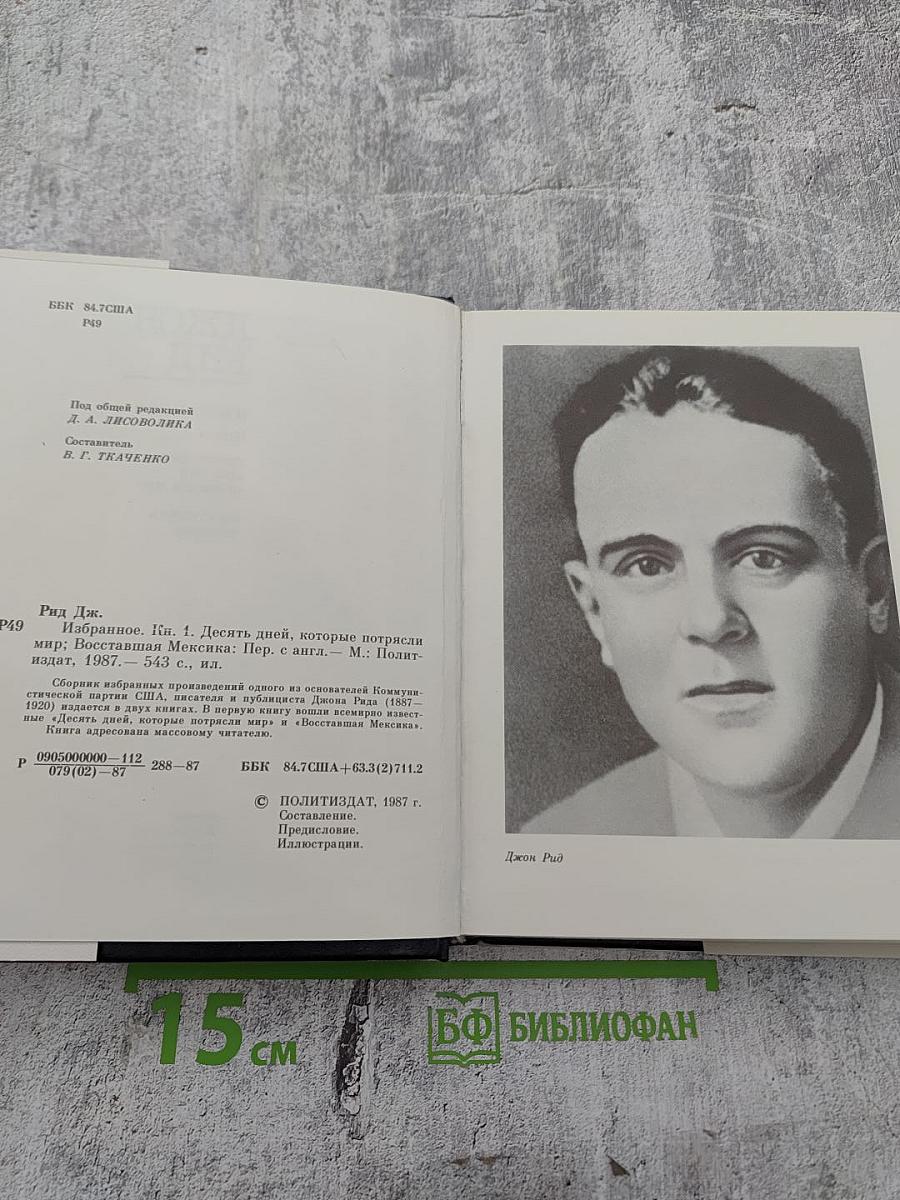 ББК 84.7США
Р49
Под общей редакцией
Д. А. ЛИСОВОЛИКА
Составитель
В. Г. ТКАЧЕНКО
Рид Дж.
Р49 Избранное. Кн. 1. Десять дней, которые потрясли
мир; Восставшая Мексика: Пер. с англ.— М.: Полит-
издат, 1987.— 543 с., ил.
Сборник избранных произведений одного из основателей Коммуни-
стической партии США, писателя и публициста Джона Рида (1887—
1920) издается в двух книгах. В первую книгу вошли всемирно извест-
ные «Десять дней, которые потрясли мир» и «Восставшая Мексика».
Книга адресована массовому читателю.
Р 0905000000—112
079(02)—87 288—87 ББК 84.7США+63.3(2)711.2
© ПОЛИТИЗДАТ, 1987 г.
Составление.
Предисловие.
Иллюстрации.
Джон Рид
15 см
БФ БИБЛИОФАН